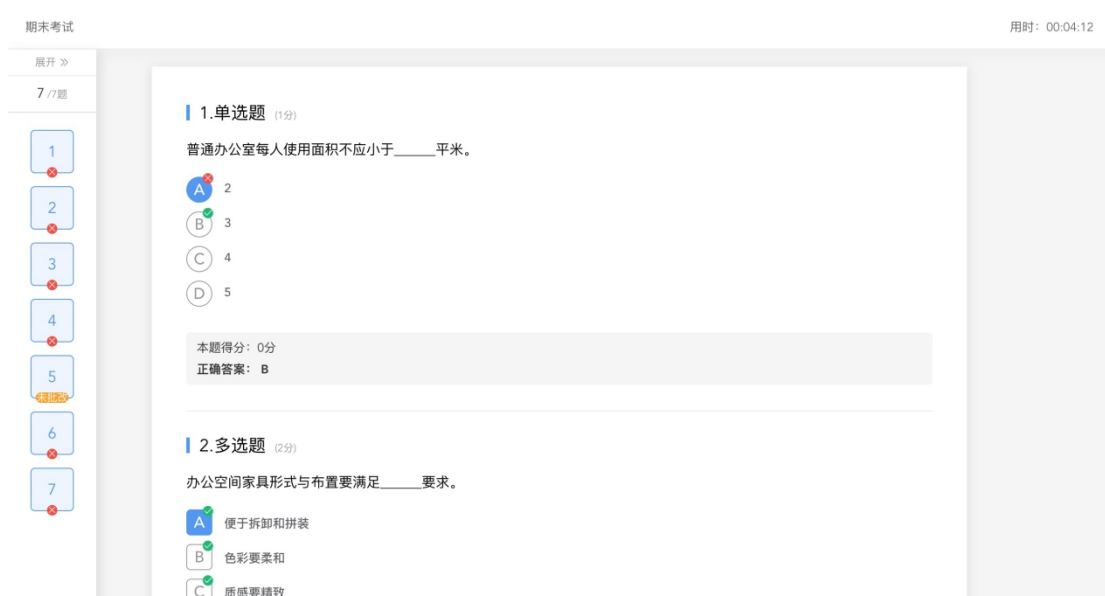 期末考试
用时：00:04:12
展开 »
7 /7题
1
2
3
4
5
未批改
6
7
1.单选题 (1分)
普通办公室每人使用面积不应小于______平米。
A 2
B 3
C 4
D 5
本题得分：0分
正确答案： B
2.多选题 (2分)
办公空间家具形式与布置要满足______要求。
A 便于拆卸和拼装
B 色彩要柔和
C 质感要精致